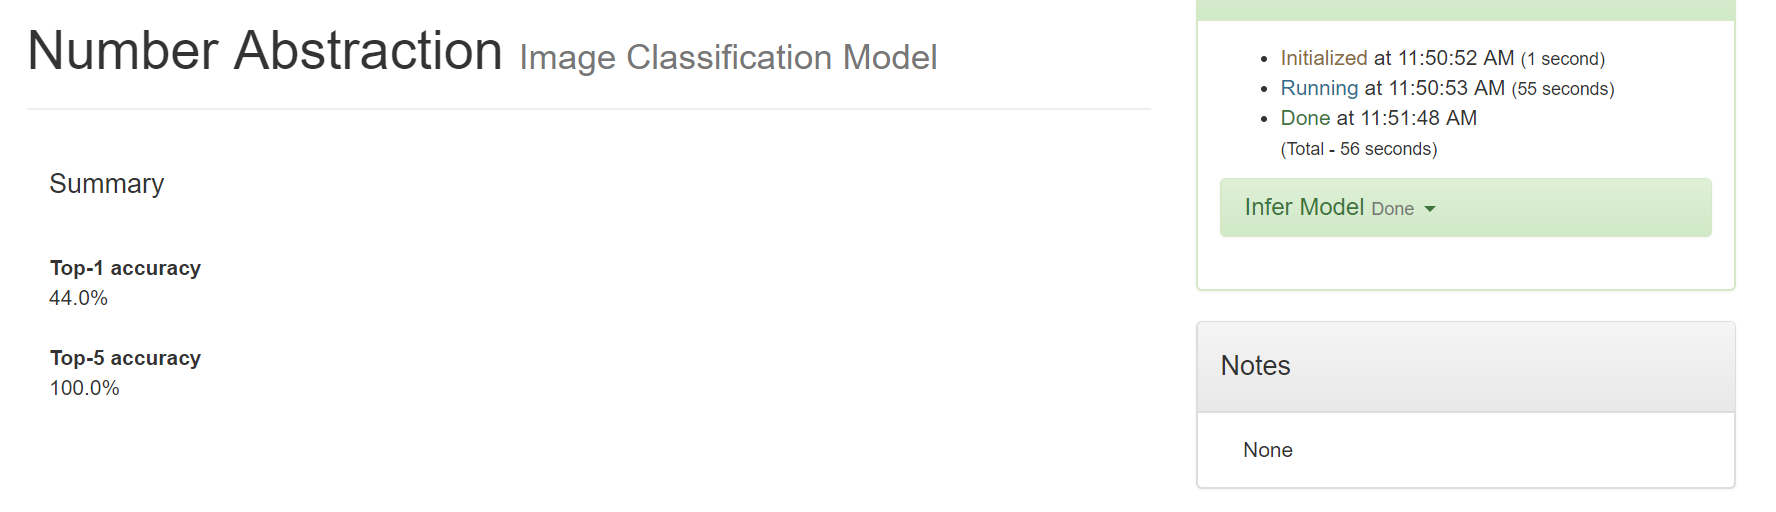 Number Abstraction Image Classification Model
Summary
Top-1 accuracy
44.0%
Top-5 accuracy
100.0%
Initialized at 11:50:52 AM (1 second)
Running at 11:50:53 AM (55 seconds)
Done at 11:51:48 AM
(Total - 56 seconds)
Infer Model Done
Notes
None